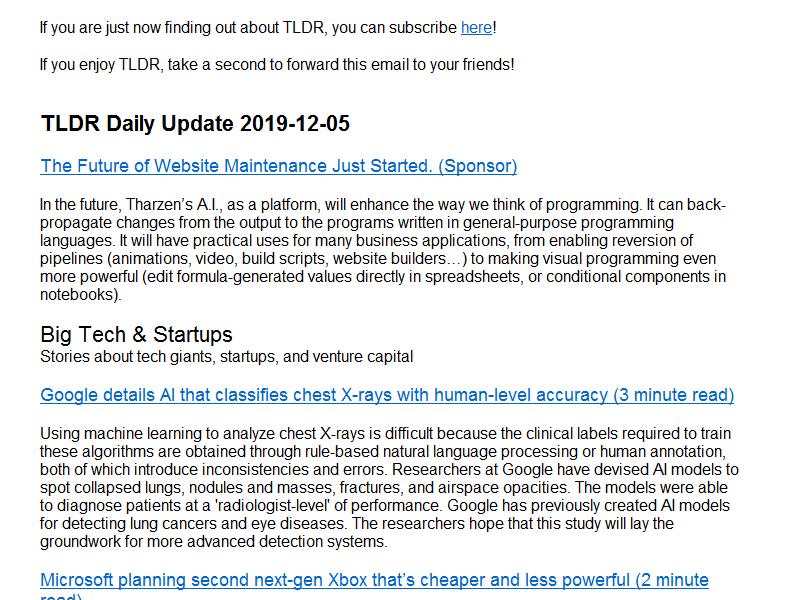 If you are just now finding out about TLDR, you can subscribe here!
If you enjoy TLDR, take a second to forward this email to your friends!
TLDR Daily Update 2019-12-05
The Future of Website Maintenance Just Started. (Sponsor)
In the future, Tharzen's A.I., as a platform, will enhance the way we think of programming. It can back-
propagate changes from the output to the programs written in general-purpose programming
languages. It will have practical uses for many business applications, from enabling reversion of
pipelines (animations, video, build scripts, website builders…) to making visual programming even
more powerful (edit formula-generated values directly in spreadsheets, or conditional components in
notebooks).
Big Tech & Startups
Stories about tech giants, startups, and venture capital
Google details AI that classifies chest X-rays with human-level accuracy (3 minute read)
Using machine learning to analyze chest X-rays is difficult because the clinical labels required to train
these algorithms are obtained through rule-based natural language processing or human annotation,
both of which introduce inconsistencies and errors. Researchers at Google have devised AI models to
spot collapsed lungs, nodules and masses, fractures, and airspace opacities. The models were able
to diagnose patients at a 'radiologist-level' of performance. Google has previously created AI models
for detecting lung cancers and eye diseases. The researchers hope that this study will lay the
groundwork for more advanced detection systems.
Microsoft planning second next-gen Xbox that's cheaper and less powerful (2 minute
read)